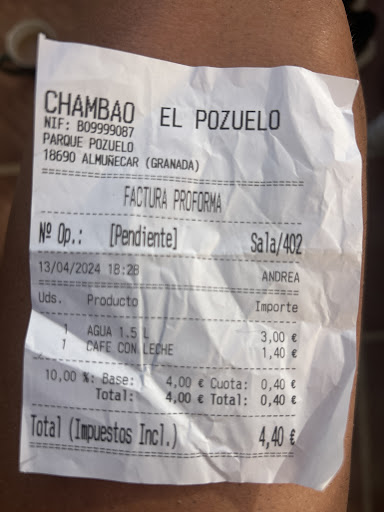 CHAMBAO EL POZUELO
NIF: B09999087
PARQUE POZUELO
18690 ALMUÑECAR (GRANADA)
FACTURA PROFORMA
Nº Op.: [Pendiente] Sala/402
13/04/2024 18:28 ANDREA
Uds. Producto Importe
1 AGUA 1.5 L 3,00 €
1 CAFE CON LECHE 1,40 €
10,00 %: Base: 4,00 € Cuota: 0,40 €
Total: 4,00 € Total: 0,40 €
Total (Impuestos Incl.) 4,40 €